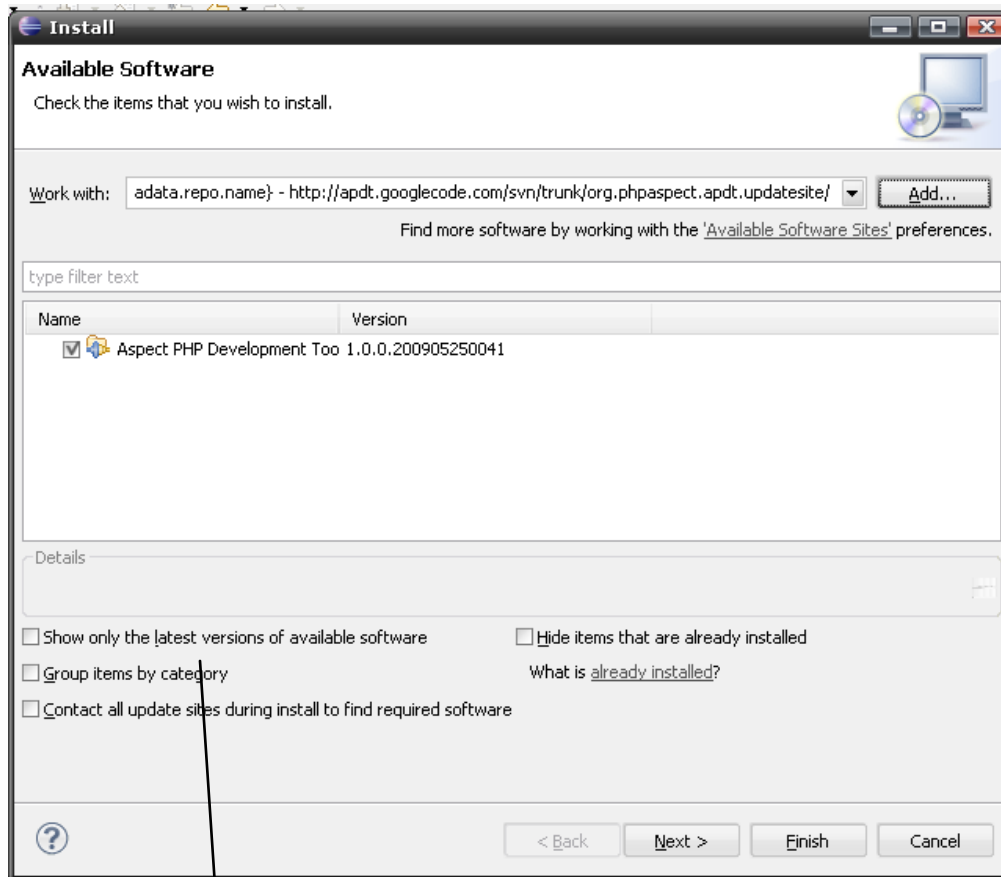 Install
Available Software
Check the items that you wish to install.
Work with: adata.repo.name} - http://apdt.googlecode.com/svn/trunk/org.phpaspect.apdt.updatesite/ Add...
Find more software by working with the 'Available Software Sites' preferences.
type filter text
Name Version
Aspect PHP Development Too 1.0.0.200905250041
Details
Show only the latest versions of available software Hide items that are already installed
Group items by category What is already installed?
Contact all update sites during install to find required software
? < Back Next > Finish Cancel